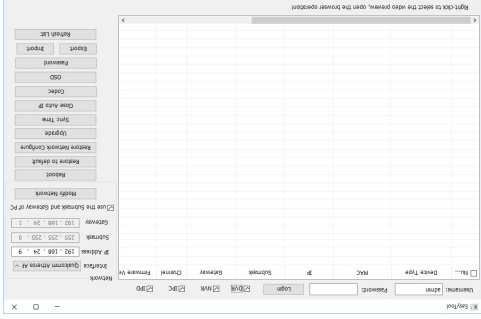 EasyTool
Username: admin Password: Login DVR NVR IPC IPD
Nu... Device Type MAC IP Submask Gateway Channel Firmware Ve
Network
Interface Qualcomm Atheros AR
IP Address 192 . 168 . 24 . 9
Submask 255 . 255 . 255 . 0
Gateway 192 . 168 . 24 . 1
use the Submask and Gateway of PC
Modify Network
Reboot
Restore to default
Restore Network Configure
Upgrade
Sync Time
Close Auto IP
Codec
OSD
Password
Export Import
Refresh List
Right-click to select the video preview, open the browser operation!